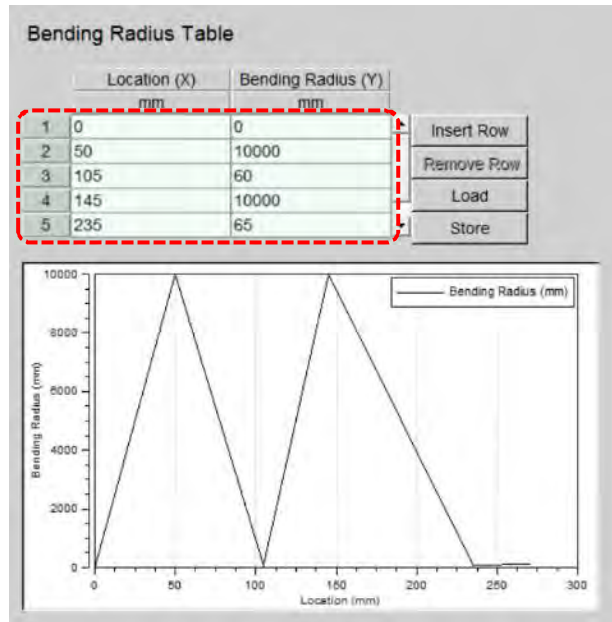 Bending Radius Table
Location (X) Bending Radius (Y)
mm mm
1 0 0
2 50 10000
3 105 60
4 145 10000
5 235 65
Insert Row
Remove Row
Load
Store
Bending Radius (mm)
10000
8000
6000
4000
2000
0
Bending Radius (mm)
0 50 100 150 200 250 300
Location (mm)